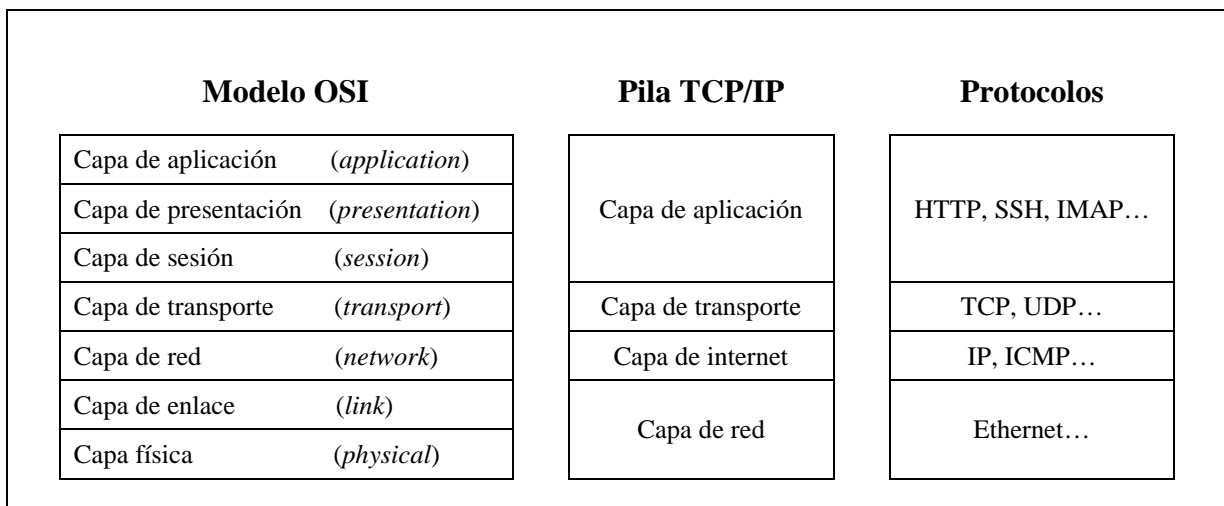 Modelo OSI
Capa de aplicación (application)
Capa de presentación (presentation)
Capa de sesión (session)
Capa de transporte (transport)
Capa de red (network)
Capa de enlace (link)
Capa física (physical)
Pila TCP/IP
Capa de aplicación
Capa de transporte
Capa de internet
Capa de red
Protocolos
HTTP, SSH, IMAP…
TCP, UDP…
IP, ICMP…
Ethernet…